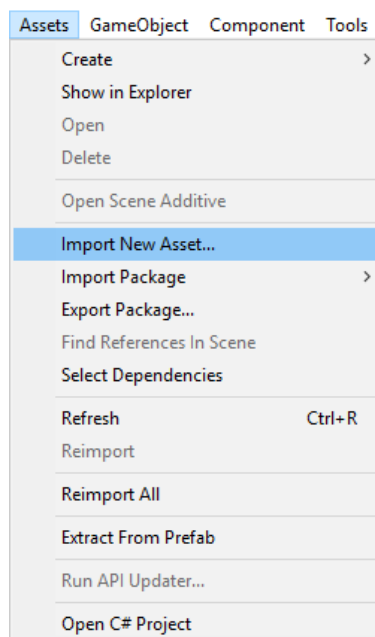 Assets GameObject Component Tools
Create >
Show in Explorer
Open
Delete
Open Scene Additive
Import New Asset...
Import Package >
Export Package...
Find References In Scene
Select Dependencies
Refresh Ctrl+R
Reimport
Reimport All
Extract From Prefab
Run API Updater...
Open C# Project